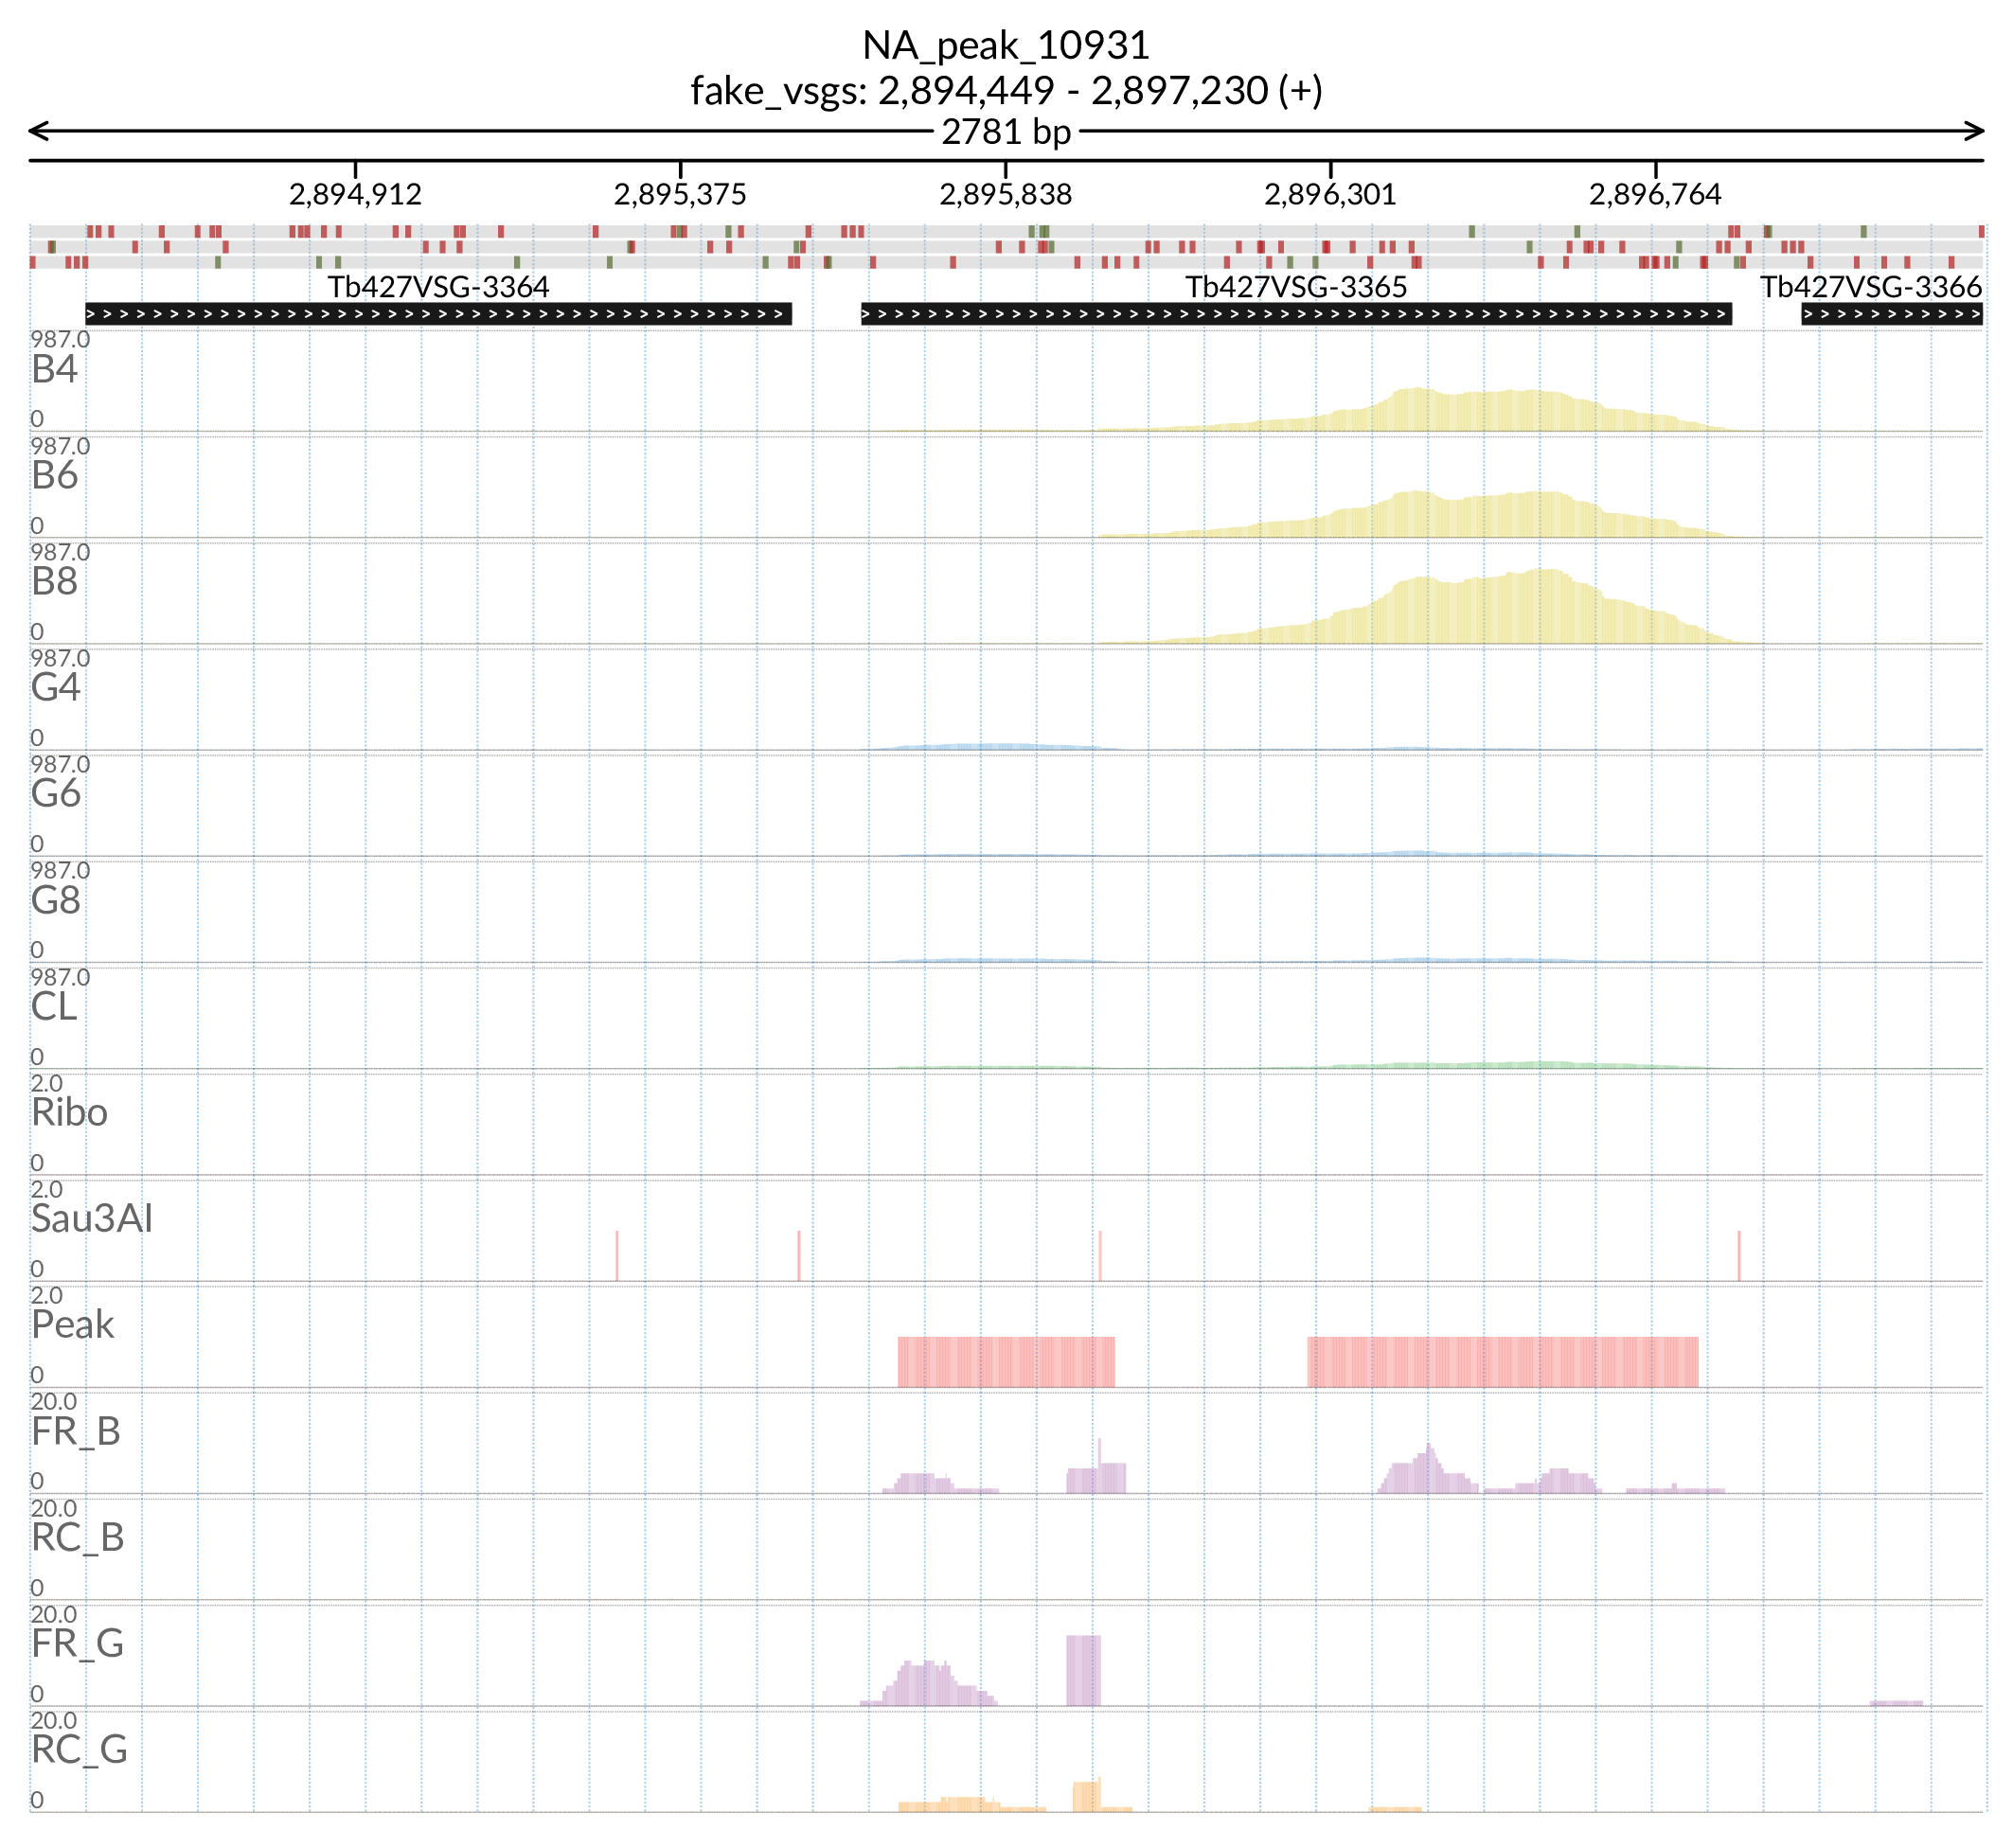 NA_peak_10931
fake_vsgs: 2,894,449 - 2,897,230 (+)
2781 bp
2,894,912 2,895,375 2,895,838 2,896,301 2,896,764
Tb427VSG-3364 Tb427VSG-3365 Tb427VSG-3366
987.0
B4
0
987.0
B6
0
987.0
B8
0
987.0
G4
0
987.0
G6
0
987.0
G8
0
987.0
CL
0
2.0
Ribo
0
2.0
Sau3AI
0
2.0
Peak
0
20.0
FR_B
0
20.0
RC_B
0
20.0
FR_G
0
20.0
RC_G
0